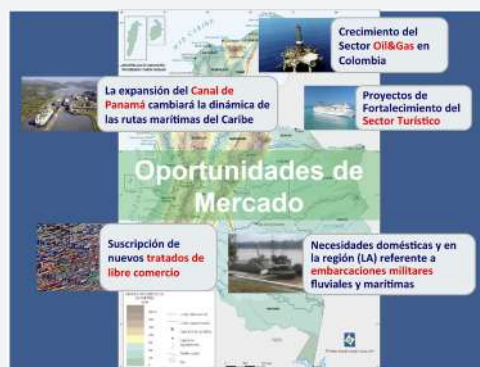 Crecimiento del
Sector Oil&Gas en
Colombia
La expansión del Canal de
Panamá cambiará la dinámica de
las rutas marítimas del Caribe
Proyectos de
Fortalecimiento del
Sector Turístico
Oportunidades de
Mercado
Suscripción de
nuevos tratados de
libre comercio
Necesidades domésticas y en
la región (LA) referente a
embarcaciones militares
fluviales y marítimas